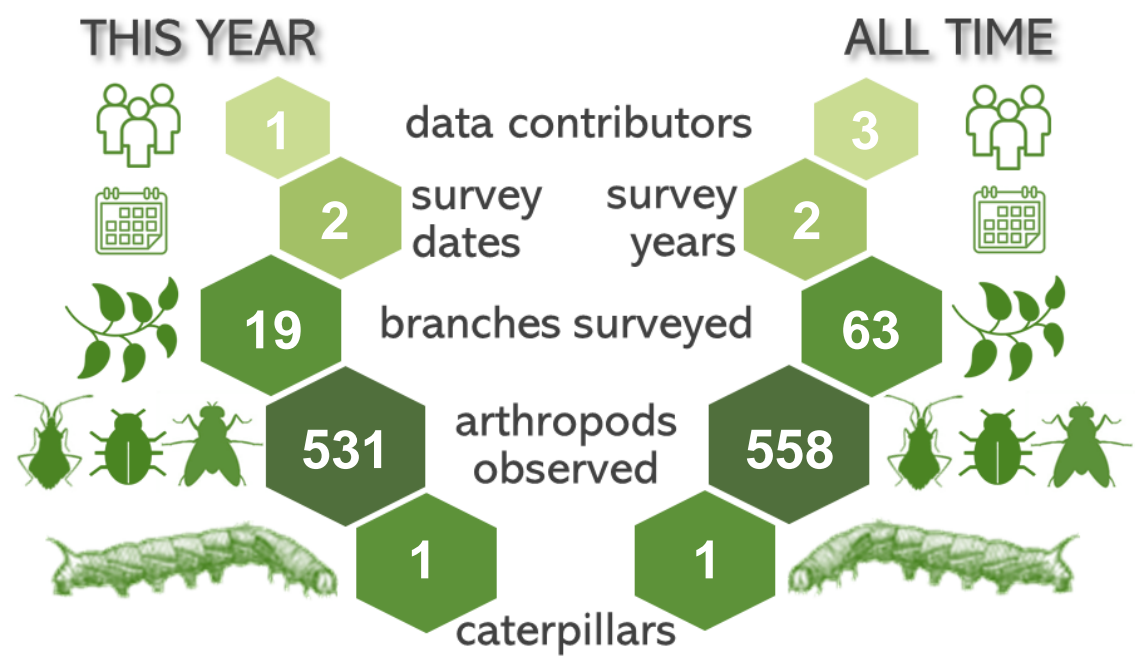 THIS YEAR
ALL TIME
1
data contributors
3
2
survey
dates
survey
years
2
19
branches surveyed
63
531
arthropods
observed
558
1
1
caterpillars